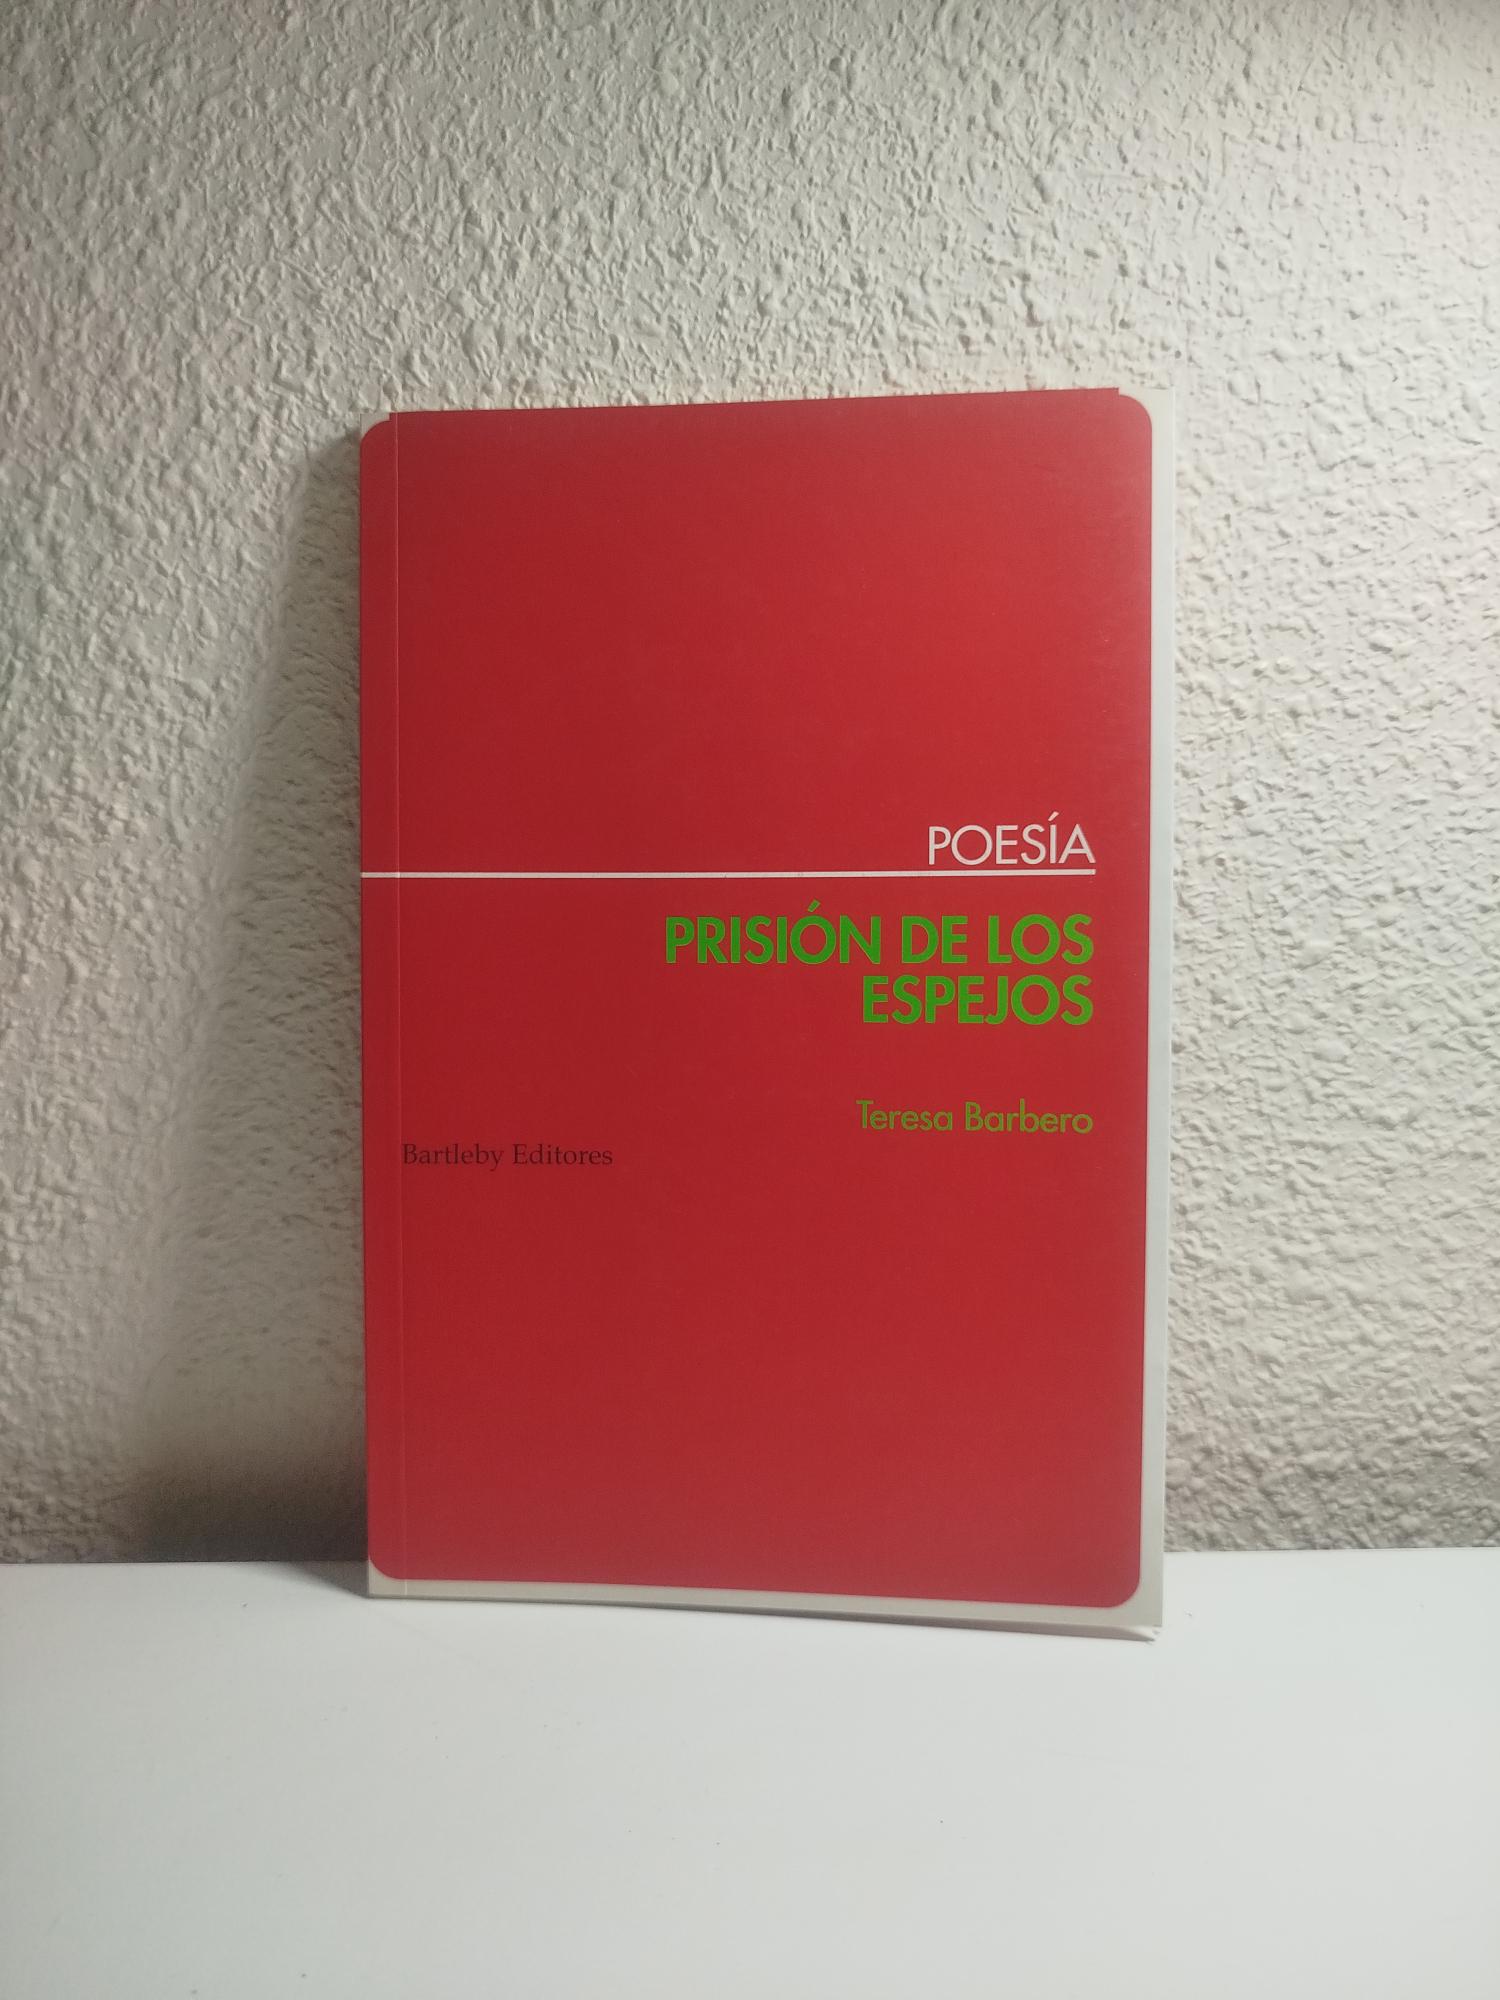 POESÍA
PRISIÓN DE LOS
ESPEJOS
Teresa Barbero
Bartleby Editores